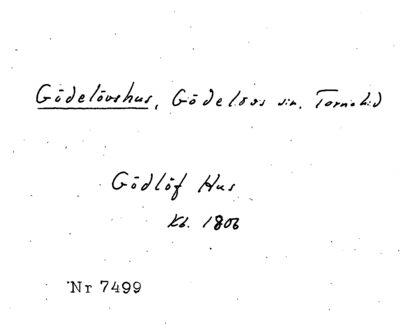 Gödelövshus, Gödelövs sn. Torna hd
Gödlöf Hus
Kb. 1806
Nr 7499